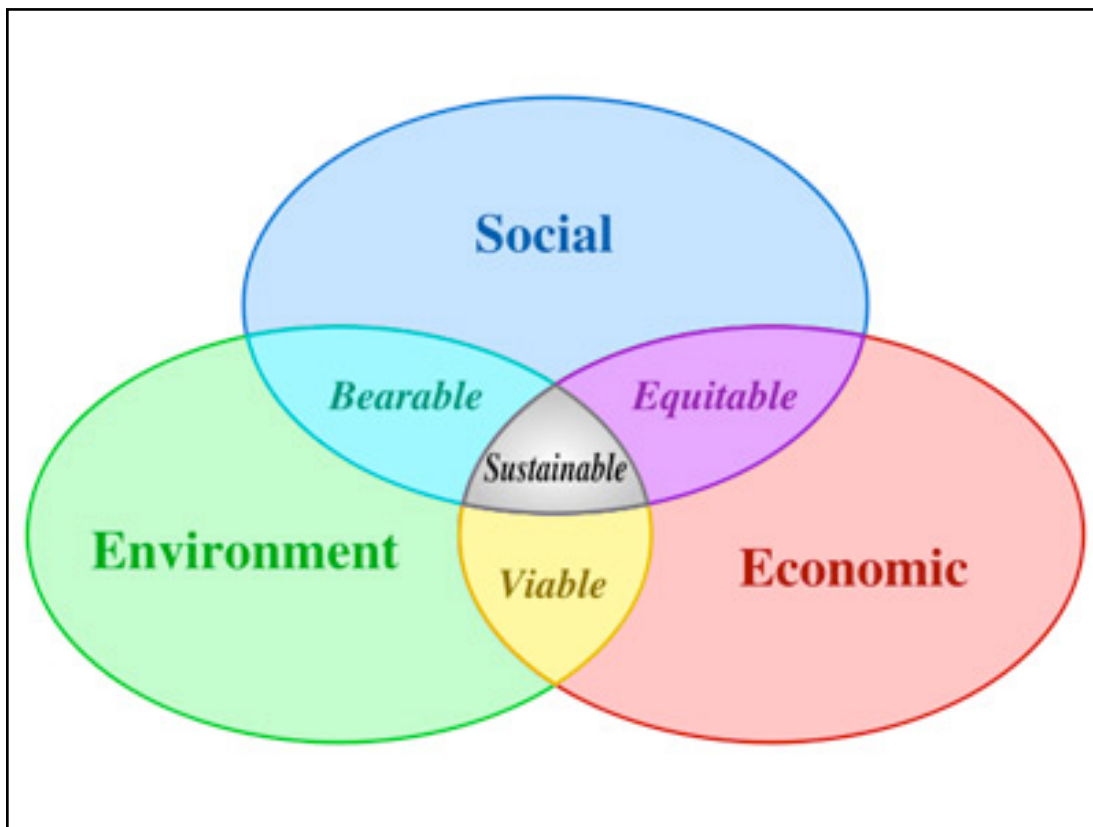 Social
Bearable
Equitable
Sustainable
Environment
Economic
Viable